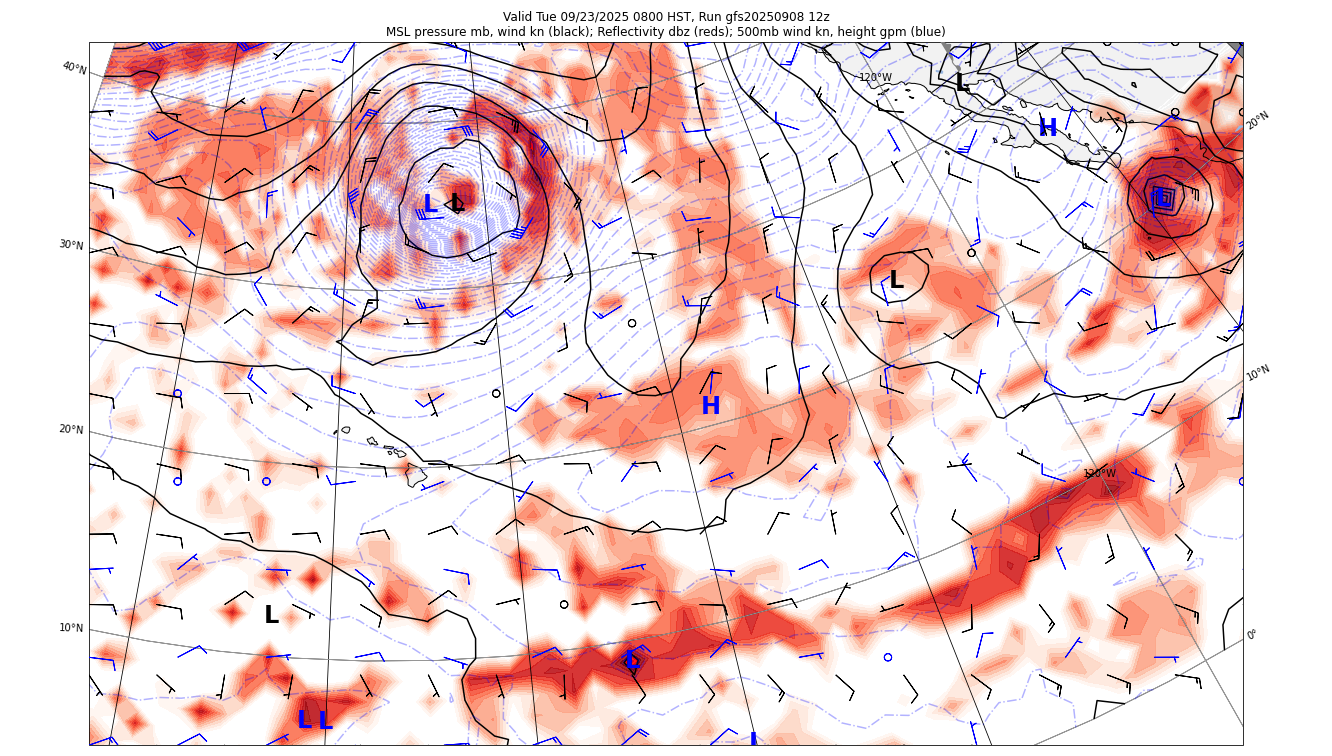 Valid Tue 09/23/2025 0800 HST, Run gfs20250908 12z
MSL pressure mb, wind kn (black); Reflectivity dbz (reds); 500mb wind kn, height gpm (blue)
40°N
120°W
L
20°N
H
L
L
L
30°N
L
10°N
H
20°N
120°W
L
10°N
0°
L
L
L
L